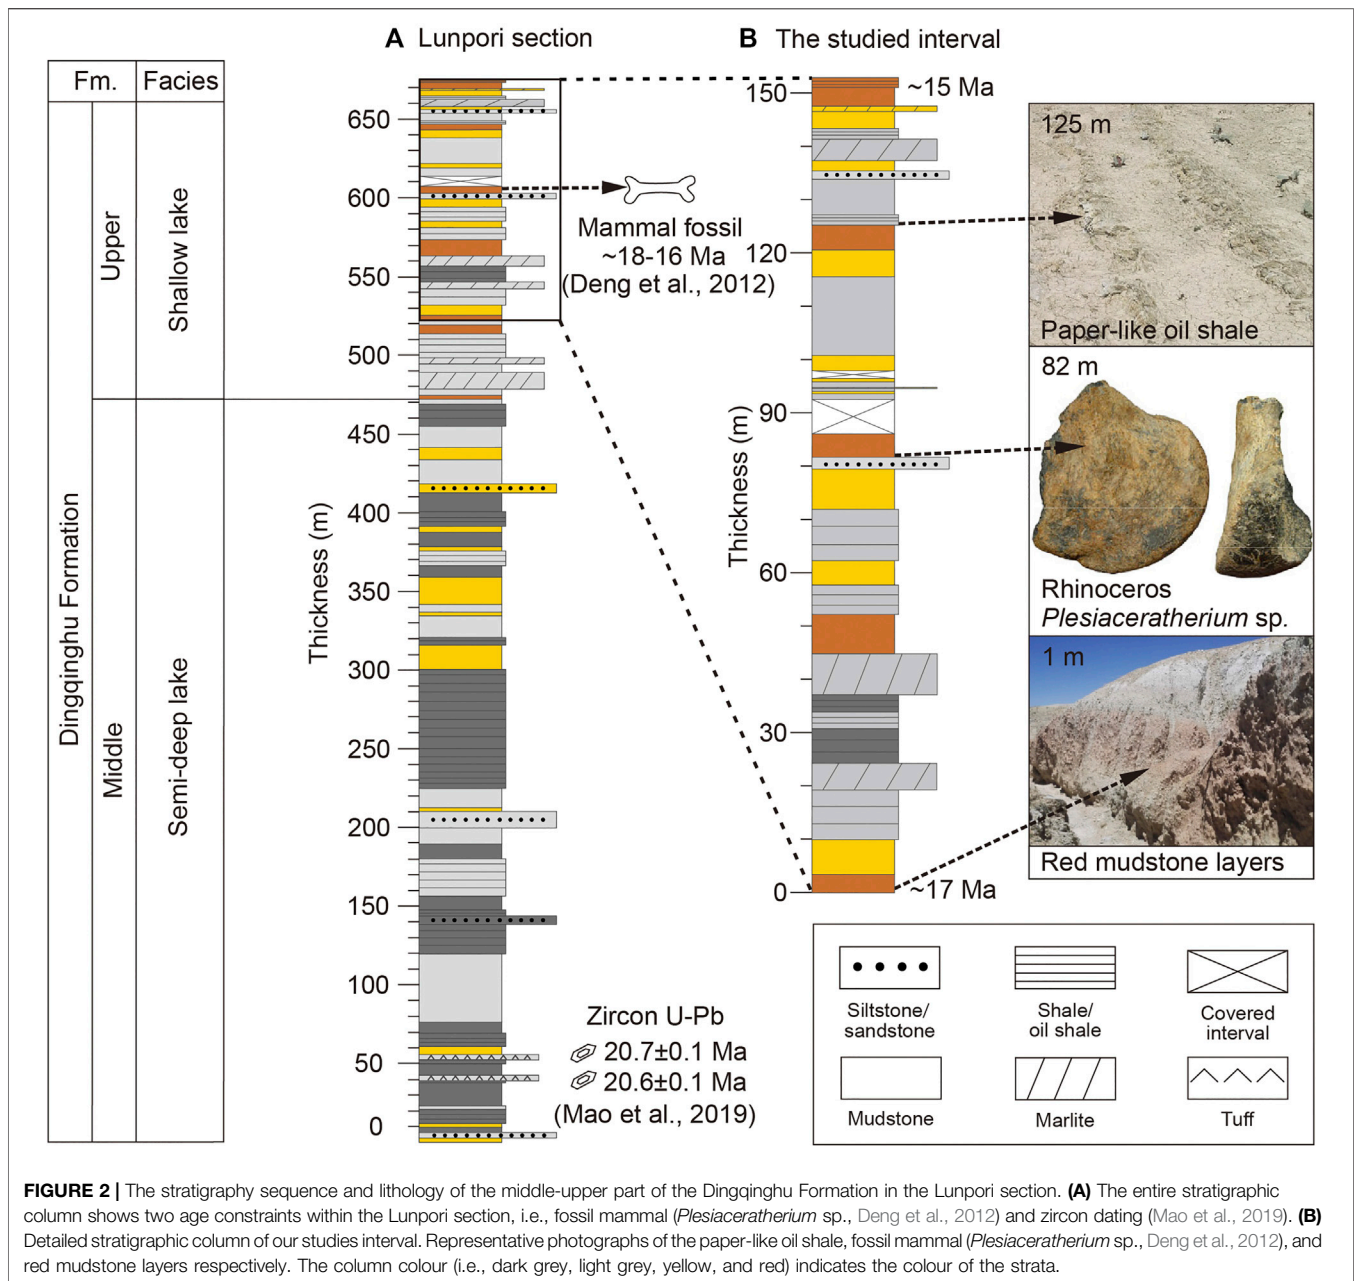 A Lunpori section
B The studied interval
Fm.
Facies
Dingqinghu Formation
Upper
Middle
Shallow lake
Semi-deep lake
Thickness (m)
650
600
550
500
450
400
350
300
250
200
150
100
50
0
Mammal fossil
~18-16 Ma
(Deng et al., 2012)
Zircon U-Pb
20.7±0.1 Ma
20.6±0.1 Ma
(Mao et al., 2019)
Thickness (m)
150
120
90
60
30
0
~15 Ma
~17 Ma
125 m
Paper-like oil shale
82 m
Rhinoceros
Plesiaceratherium sp.
1 m
Red mudstone layers
Siltstone/
sandstone
Shale/
oil shale
Covered
interval
Mudstone
Marlite
Tuff
FIGURE 2 | The stratigraphy sequence and lithology of the middle-upper part of the Dingqinghu Formation in the Lunpori section. (A) The entire stratigraphic
column shows two age constraints within the Lunpori section, i.e., fossil mammal (Plesiaceratherium sp., Deng et al., 2012) and zircon dating (Mao et al., 2019). (B)
Detailed stratigraphic column of our studies interval. Representative photographs of the paper-like oil shale, fossil mammal (Plesiaceratherium sp., Deng et al., 2012), and
red mudstone layers respectively. The column colour (i.e., dark grey, light grey, yellow, and red) indicates the colour of the strata.